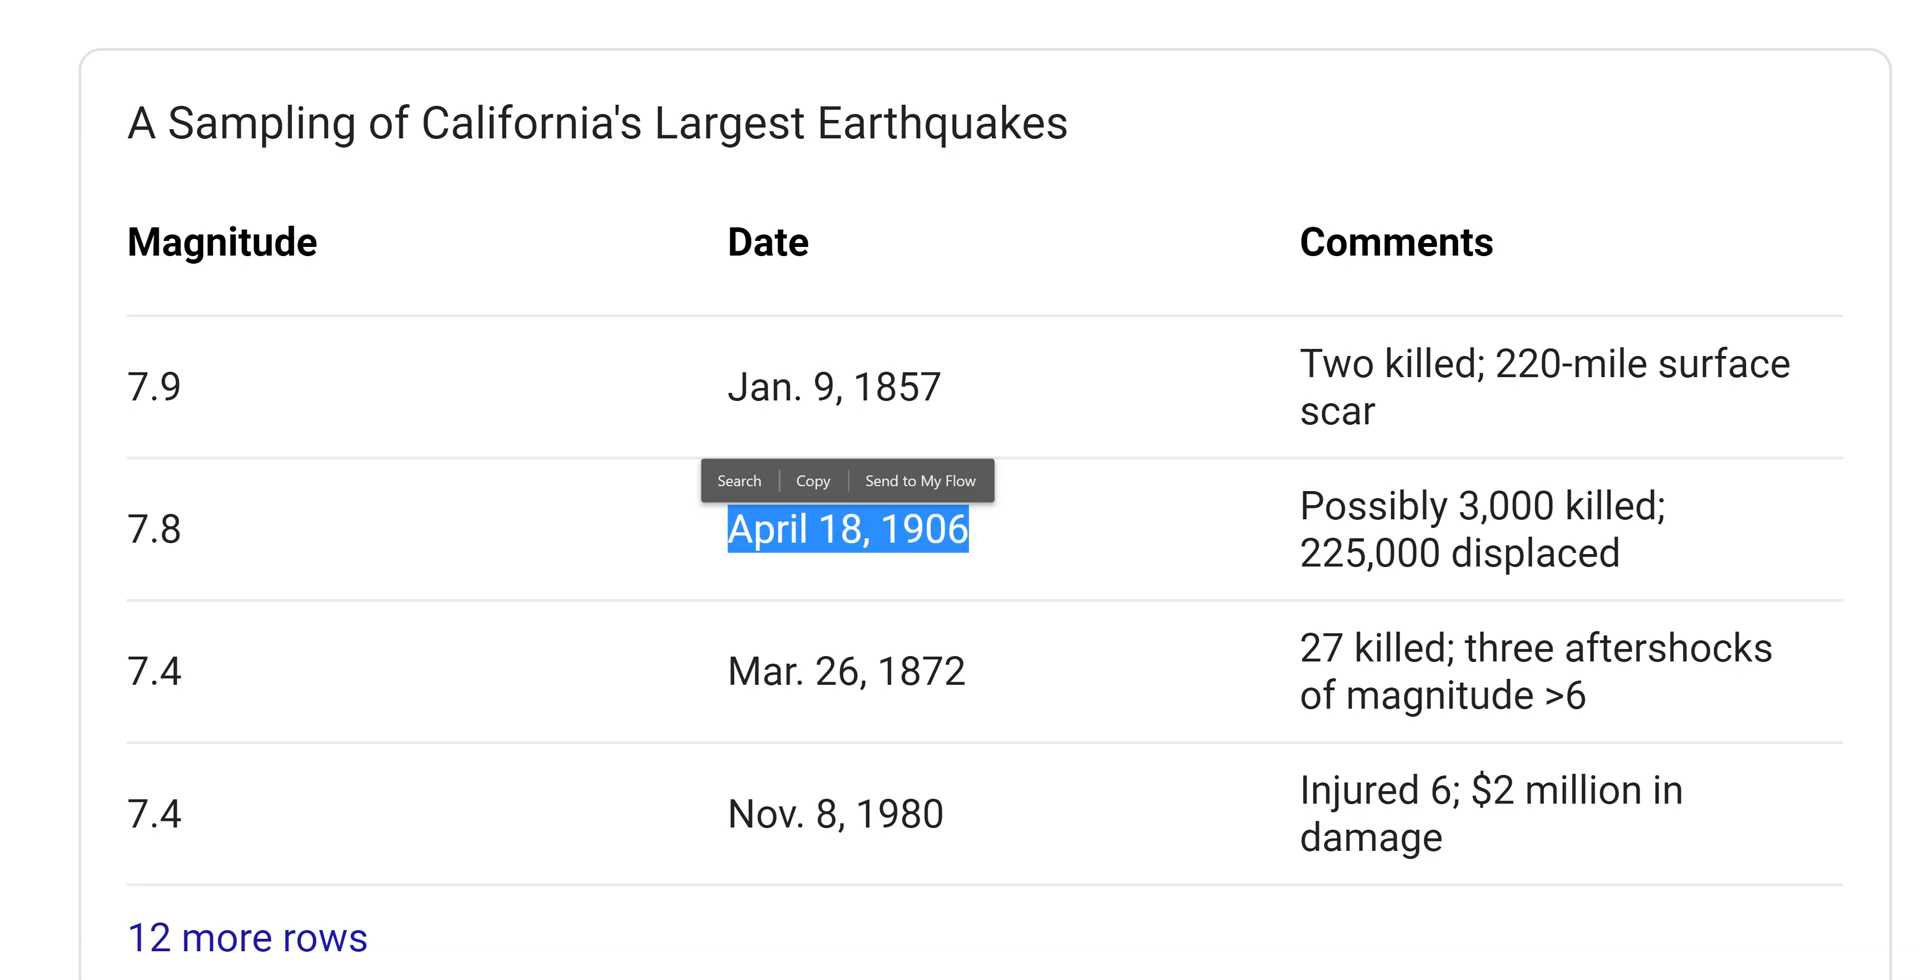 A Sampling of California's Largest Earthquakes
Magnitude Date Comments
7.9 Jan. 9, 1857 Two killed; 220-mile surface
scar
Search Copy Send to My Flow
7.8 April 18, 1906 Possibly 3,000 killed;
225,000 displaced
7.4 Mar. 26, 1872 27 killed; three aftershocks
of magnitude >6
7.4 Nov. 8, 1980 Injured 6; $2 million in
damage
12 more rows